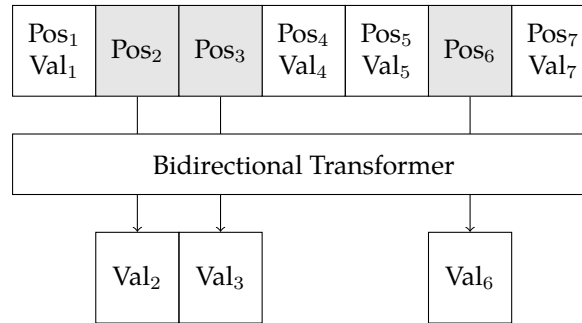 Pos₁ Pos₂ Pos₃ Pos₄ Pos₅ Pos₆ Pos₇
Val₁ Val₄ Val₅ Val₇
Bidirectional Transformer
Val₂ Val₃ Val₆